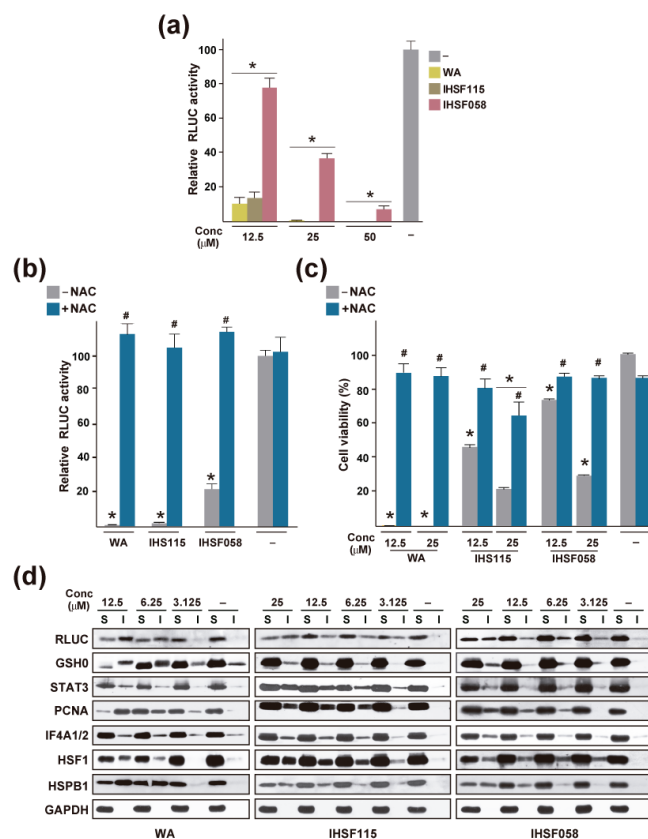 (a)
Relative RLUC activity
100
80
60
40
20
*
*
*
–
WA
IHSF115
IHSF058
Conc
(μM)
12.5 25 50 –
(b)
– NAC
+NAC
Relative RLUC activity
100
80
60
40
20
# # #
* * *
WA IHS115 IHSF058 –
(c)
– NAC
+NAC
Cell viability (%)
100
80
60
40
20
# # # * # # #
* * * * *
12.5 25 12.5 25 12.5 25 –
WA IHS115 IHSF058
(d)
Conc
(μM)
12.5 6.25 3.125 – 25 12.5 6.25 3.125 – 25 12.5 6.25 3.125 –
S I S I S I S I S I S I S I S I S I S I S I S I S I S I
RLUC
GSH0
STAT3
PCNA
IF4A1/2
HSF1
HSPB1
GAPDH
WA IHSF115 IHSF058